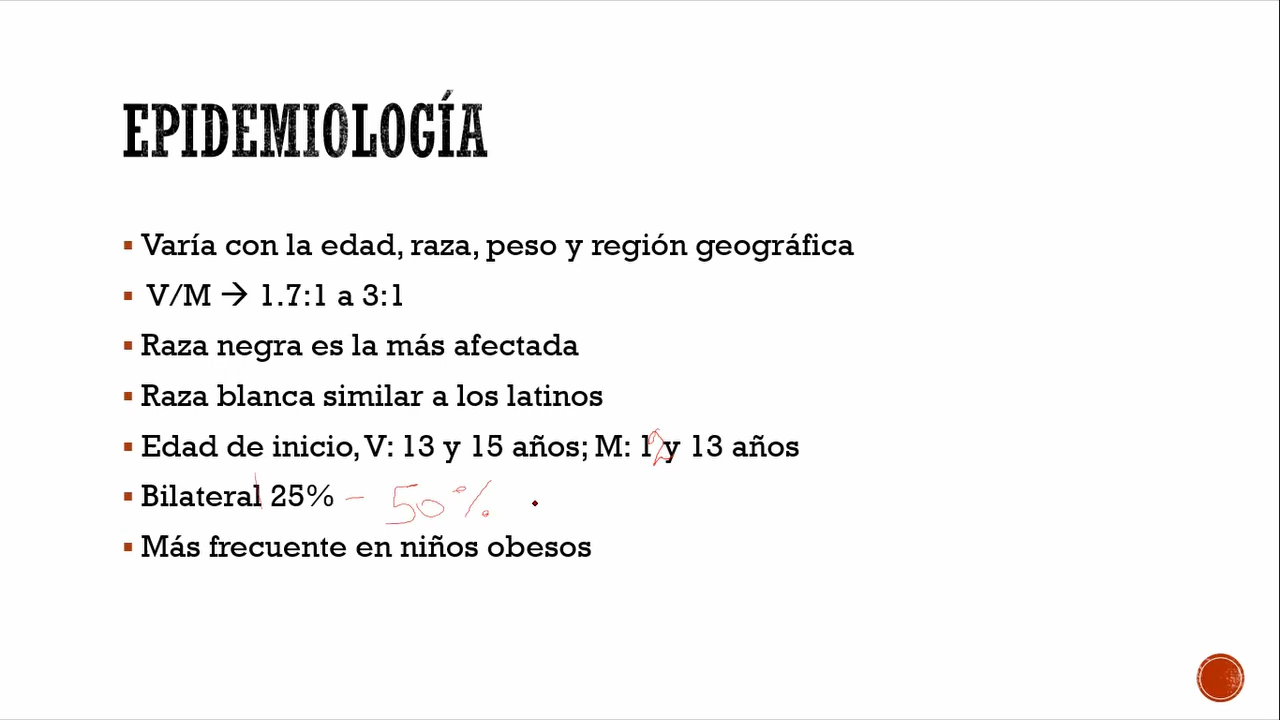 EPIDEMIOLOGÍA
Varía con la edad, raza, peso y región geográfica
V/M → 1.7:1 a 3:1
Raza negra es la más afectada
Raza blanca similar a los latinos
Edad de inicio, V: 13 y 15 años; M: 12 y 13 años
Bilateral 25% - 50%
Más frecuente en niños obesos